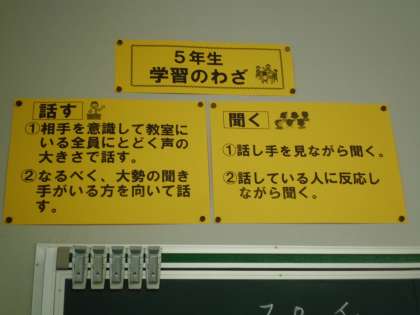 5年生
学習のわざ
話す
①相手を意識して教室に
いる全員にとどく声の
大きさで話す。
②なるべく、大勢の聞き
手がいる方を向いて話
す。
聞く
①話し手を見ながら聞く。
②話している人に反応し
ながら聞く。